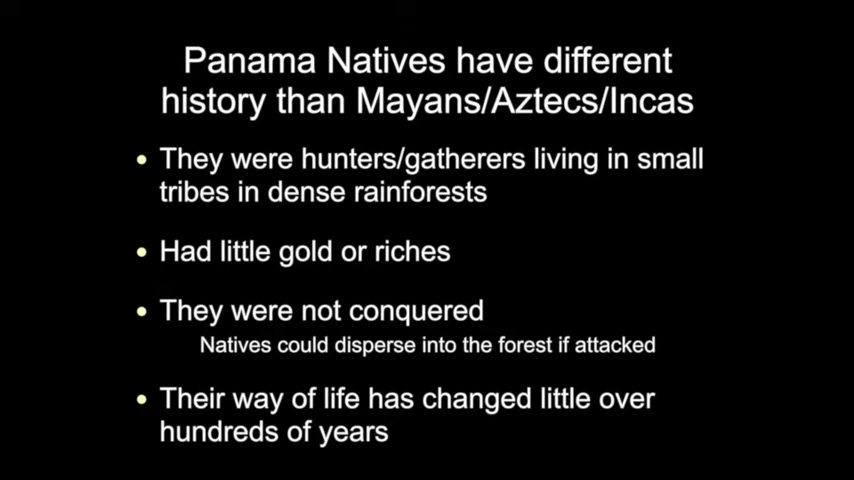 Panama Natives have different
history than Mayans/Aztecs/Incas
• They were hunters/gatherers living in small
tribes in dense rainforests
• Had little gold or riches
• They were not conquered
Natives could disperse into the forest if attacked
• Their way of life has changed little over
hundreds of years